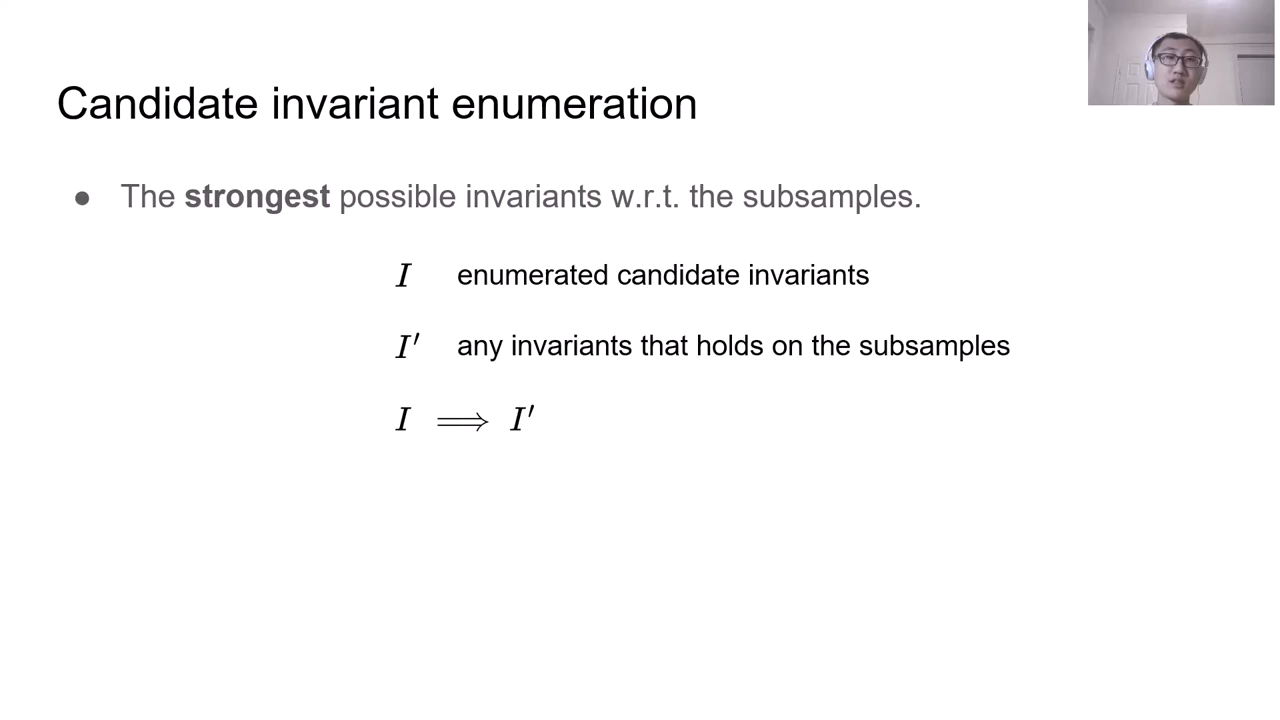 Candidate invariant enumeration
● The strongest possible invariants w.r.t. the subsamples.
I enumerated candidate invariants
I′ any invariants that holds on the subsamples
I ⟹ I′